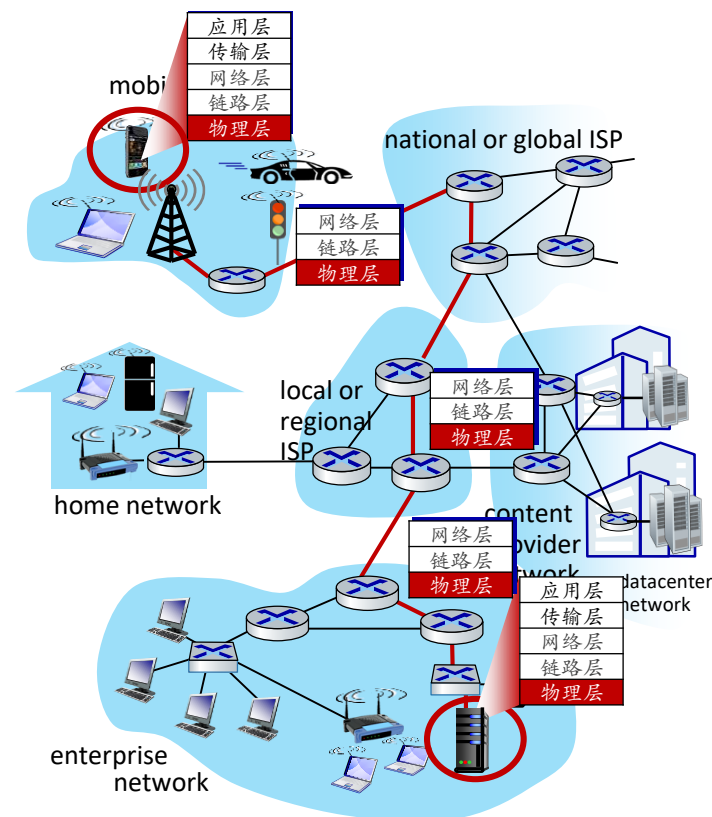 应用层
传输层
网络层
链路层
物理层
mobi
national or global ISP
网络层
链路层
物理层
local or
regional
ISP
网络层
链路层
物理层
home network
content
ovider
网络层
链路层
物理层
datacenter
network
应用层
传输层
网络层
链路层
物理层
enterprise
network